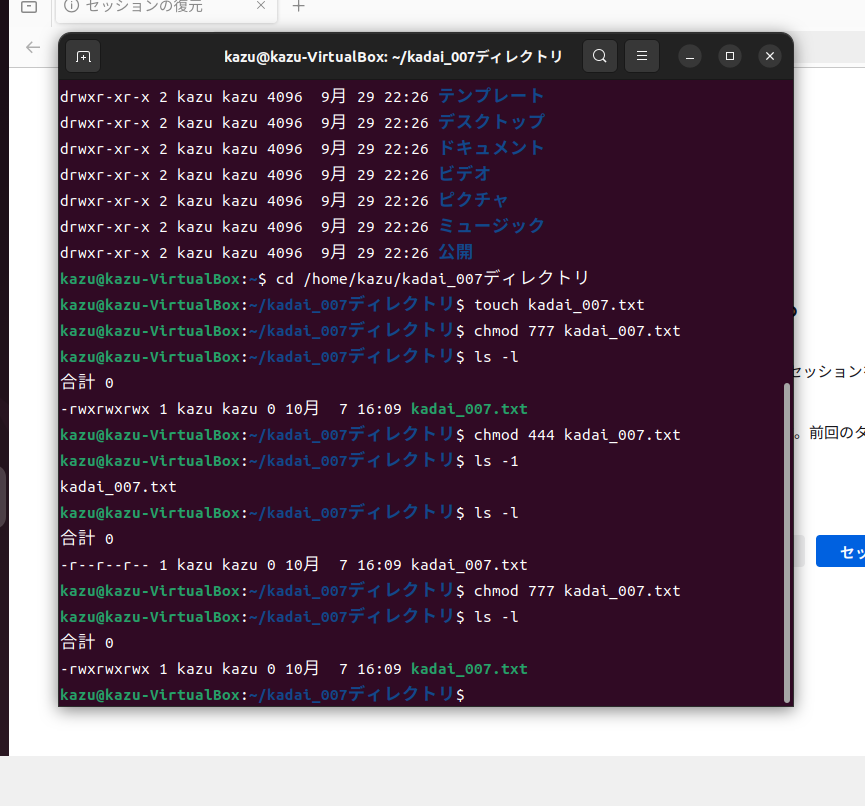 セッションの復元
kazu@kazu-VirtualBox: ~/kadai_007ディレクトリ
drwxr-xr-x 2 kazu kazu 4096  9月 29 22:26 テンプレート
drwxr-xr-x 2 kazu kazu 4096  9月 29 22:26 デスクトップ
drwxr-xr-x 2 kazu kazu 4096  9月 29 22:26 ドキュメント
drwxr-xr-x 2 kazu kazu 4096  9月 29 22:26 ビデオ
drwxr-xr-x 2 kazu kazu 4096  9月 29 22:26 ピクチャ
drwxr-xr-x 2 kazu kazu 4096  9月 29 22:26 ミュージック
drwxr-xr-x 2 kazu kazu 4096  9月 29 22:26 公開
kazu@kazu-VirtualBox:~$ cd /home/kazu/kadai_007ディレクトリ
kazu@kazu-VirtualBox:~/kadai_007ディレクトリ$ touch kadai_007.txt
kazu@kazu-VirtualBox:~/kadai_007ディレクトリ$ chmod 777 kadai_007.txt
kazu@kazu-VirtualBox:~/kadai_007ディレクトリ$ ls -l
合計 0
-rwxrwxrwx 1 kazu kazu 0 10月  7 16:09 kadai_007.txt
kazu@kazu-VirtualBox:~/kadai_007ディレクトリ$ chmod 444 kadai_007.txt
kazu@kazu-VirtualBox:~/kadai_007ディレクトリ$ ls -1
kadai_007.txt
kazu@kazu-VirtualBox:~/kadai_007ディレクトリ$ ls -l
合計 0
-r--r--r-- 1 kazu kazu 0 10月  7 16:09 kadai_007.txt
kazu@kazu-VirtualBox:~/kadai_007ディレクトリ$ chmod 777 kadai_007.txt
kazu@kazu-VirtualBox:~/kadai_007ディレクトリ$ ls -l
合計 0
-rwxrwxrwx 1 kazu kazu 0 10月  7 16:09 kadai_007.txt
kazu@kazu-VirtualBox:~/kadai_007ディレクトリ$
セッション
。前回の
セッ